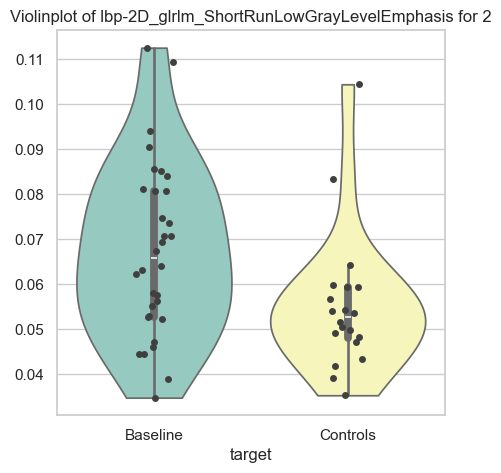 Violinplot of lbp-2D_glrlm_ShortRunLowGrayLevelEmphasis for 2
0.11
0.10
0.09
0.08
0.07
0.06
0.05
0.04
Baseline
Controls
target